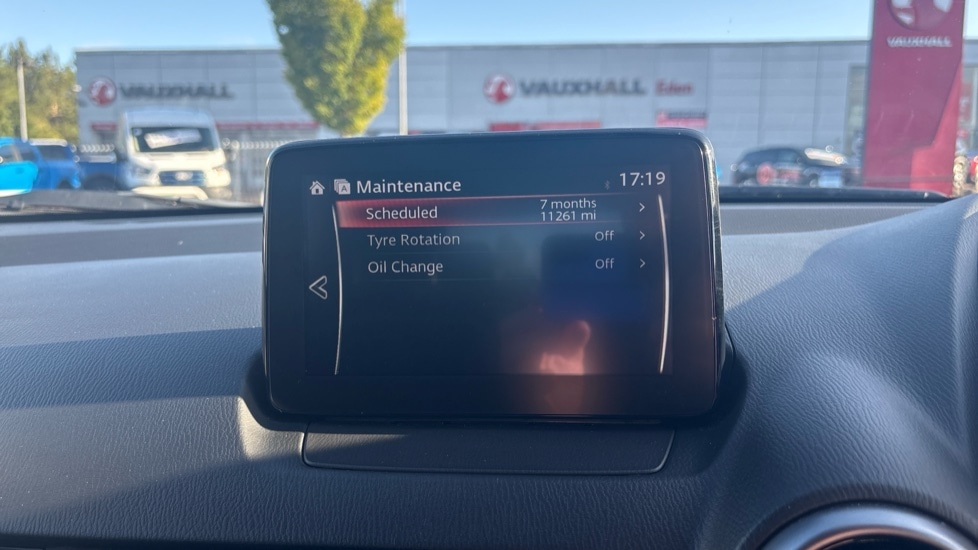 VAUXHALL
VAUXHALL
VAUXHALL Eden
A Maintenance
17:19
Scheduled
7 months
11261 mi
Tyre Rotation
Off
Oil Change
Off